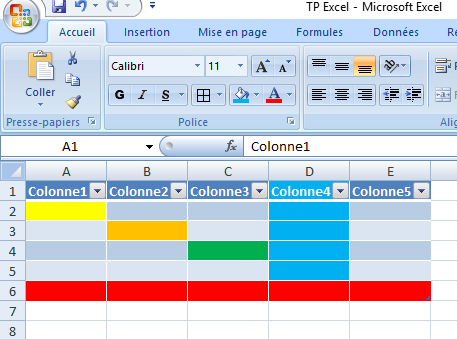 TP Excel - Microsoft Excel
Accueil Insertion Mise en page Formules Données
Coller Calibri 11 A A
G I S A
Presse-papiers Police
A1 fx Colonne1
A B C D E
1 Colonne1 Colonne2 Colonne3 Colonne4 Colonne5
2
3
4
5
6
7
8